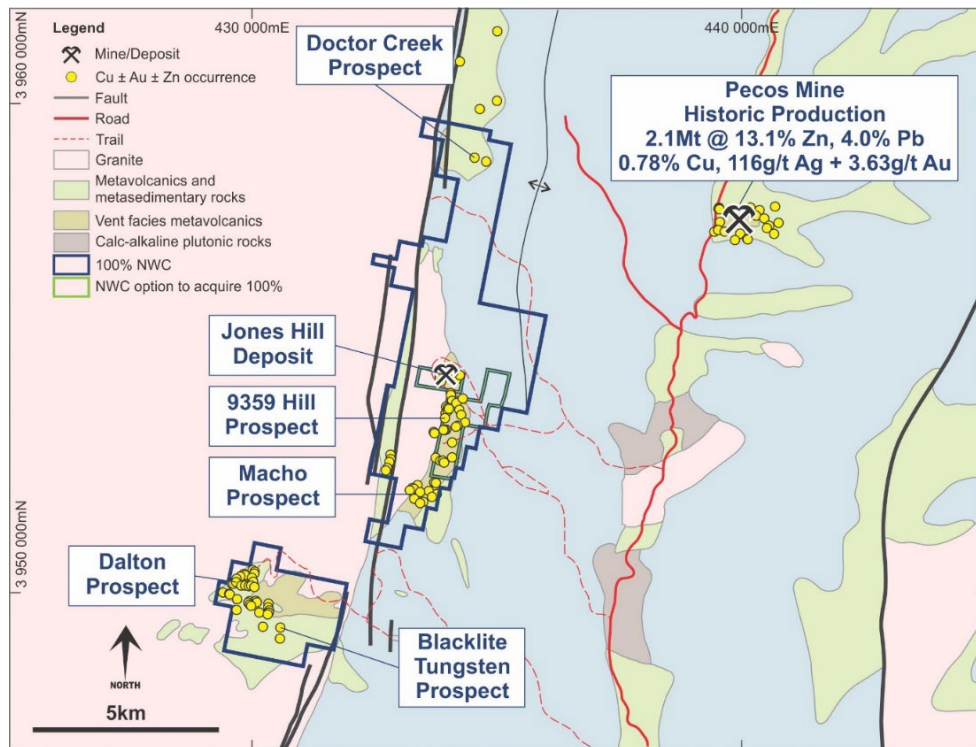 430 000mE
440 000mE
3 960 000mN
3 950 000mN
Legend
Mine/Deposit
Cu ± Au ± Zn occurrence
Fault
Road
Trail
Granite
Metavolcanics and
metasedimentary rocks
Vent facies metavolcanics
Calc-alkaline plutonic rocks
100% NWC
NWC option to acquire 100%
Doctor Creek
Prospect
Pecos Mine
Historic Production
2.1Mt @ 13.1% Zn, 4.0% Pb
0.78% Cu, 116g/t Ag + 3.63g/t Au
Jones Hill
Deposit
9359 Hill
Prospect
Macho
Prospect
Dalton
Prospect
Blacklite
Tungsten
Prospect
NORTH
5km